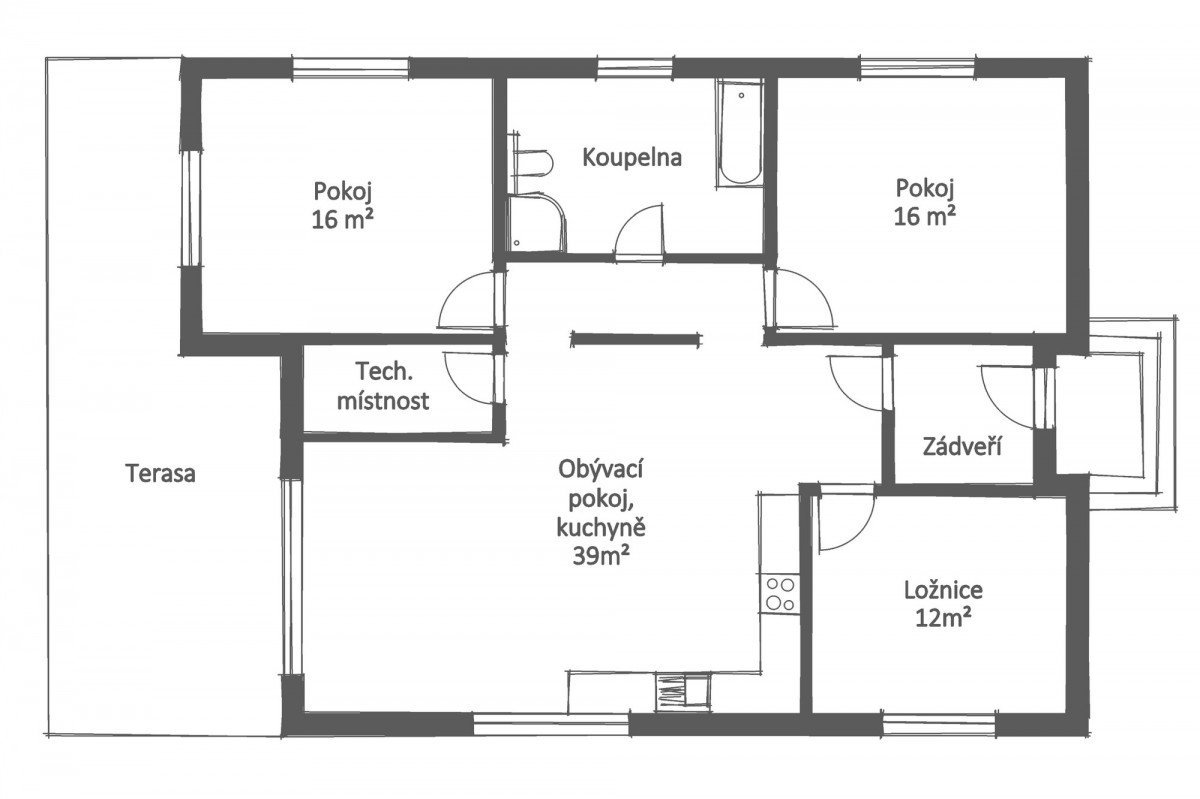 Pokoj
16 m²
Koupelna
Pokoj
16 m²
Tech.
místnost
Zádveří
Terasa
Obývací
pokoj,
kuchyně
39m²
Ložnice
12m²